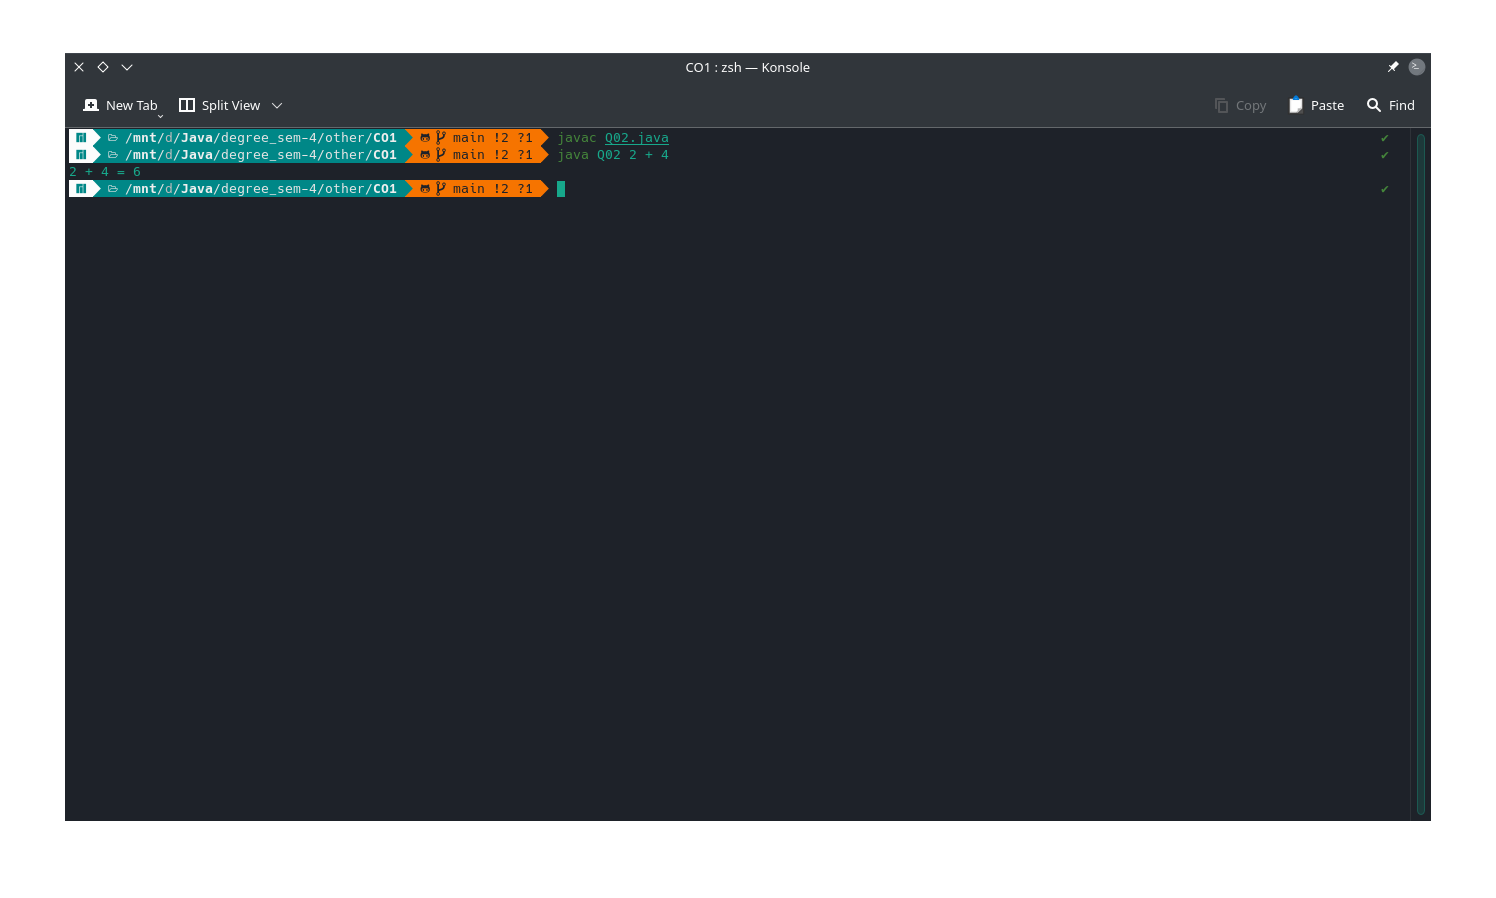 CO1 : zsh — Konsole
New Tab Split View Copy Paste Find
/mnt/d/Java/degree_sem-4/other/CO1 main !2 ?1 javac Q02.java ✔
/mnt/d/Java/degree_sem-4/other/CO1 main !2 ?1 java Q02 2 + 4 ✔
2 + 4 = 6
/mnt/d/Java/degree_sem-4/other/CO1 main !2 ?1 ✔